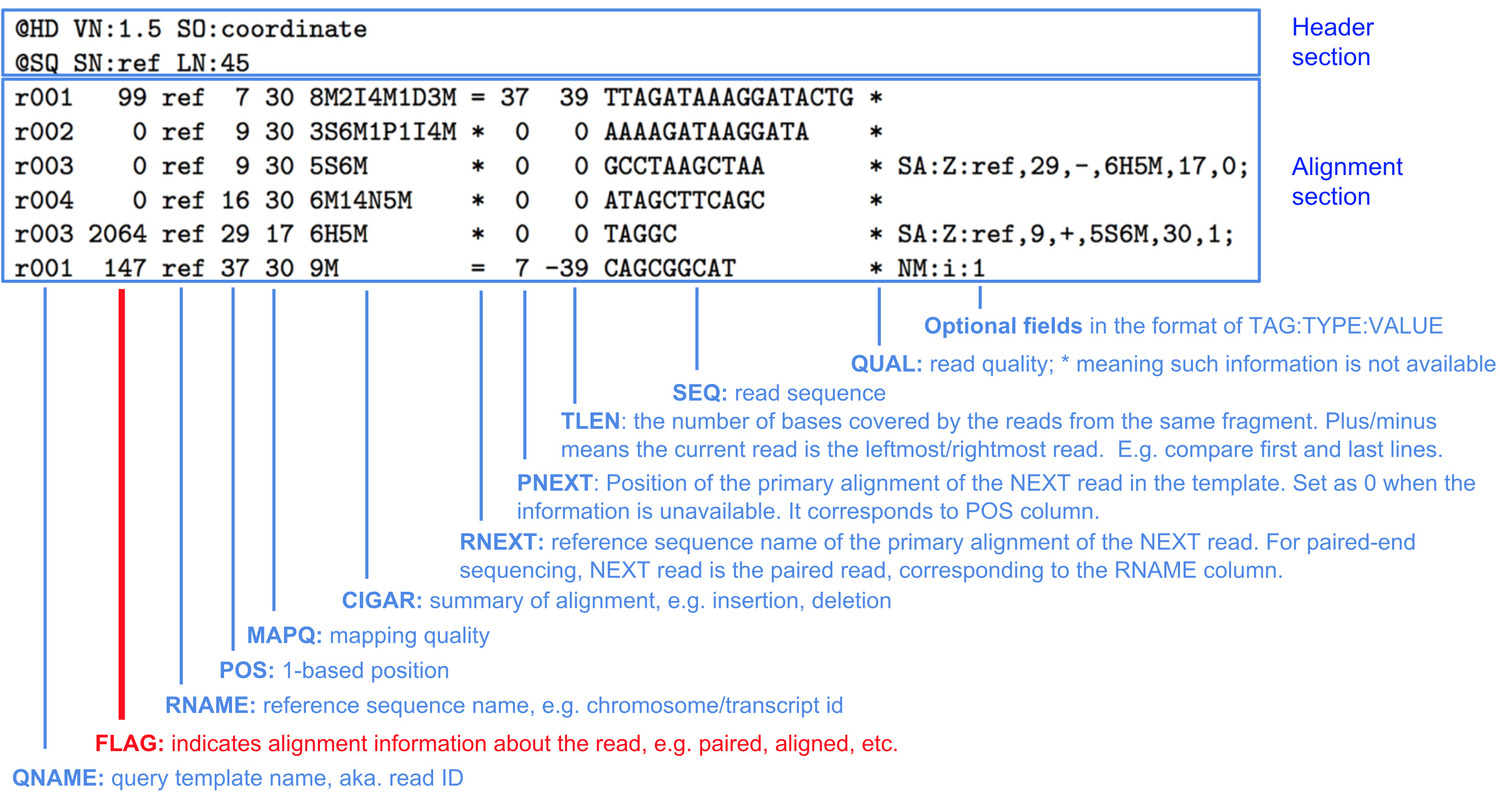 @HD VN:1.5 SO:coordinate
@SQ SN:ref LN:45
Header
section
r001 99 ref 7 30 8M2I4M1D3M = 37 39 TTAGATAAAGGATACTG *
r002 0 ref 9 30 3S6M1P1I4M * 0 0 AAAAGATAAGGATA *
r003 0 ref 9 30 5S6M * 0 0 GCCTAAGCTAA * SA:Z:ref,29,-,6H5M,17,0;
r004 0 ref 16 30 6M14N5M * 0 0 ATAGCTTCAGC *
r003 2064 ref 29 17 6H5M * 0 0 TAGGC * SA:Z:ref,9,+,5S6M,30,1;
r001 147 ref 37 30 9M = 7 -39 CAGCGGCAT * NM:i:1
Alignment
section
Optional fields in the format of TAG:TYPE:VALUE
QUAL: read quality; * meaning such information is not available
SEQ: read sequence
TLEN: the number of bases covered by the reads from the same fragment. Plus/minus
means the current read is the leftmost/rightmost read. E.g. compare first and last lines.
PNEXT: Position of the primary alignment of the NEXT read in the template. Set as 0 when the
information is unavailable. It corresponds to POS column.
RNEXT: reference sequence name of the primary alignment of the NEXT read. For paired-end
sequencing, NEXT read is the paired read, corresponding to the RNAME column.
CIGAR: summary of alignment, e.g. insertion, deletion
MAPQ: mapping quality
POS: 1-based position
RNAME: reference sequence name, e.g. chromosome/transcript id
FLAG: indicates alignment information about the read, e.g. paired, aligned, etc.
QNAME: query template name, aka. read ID